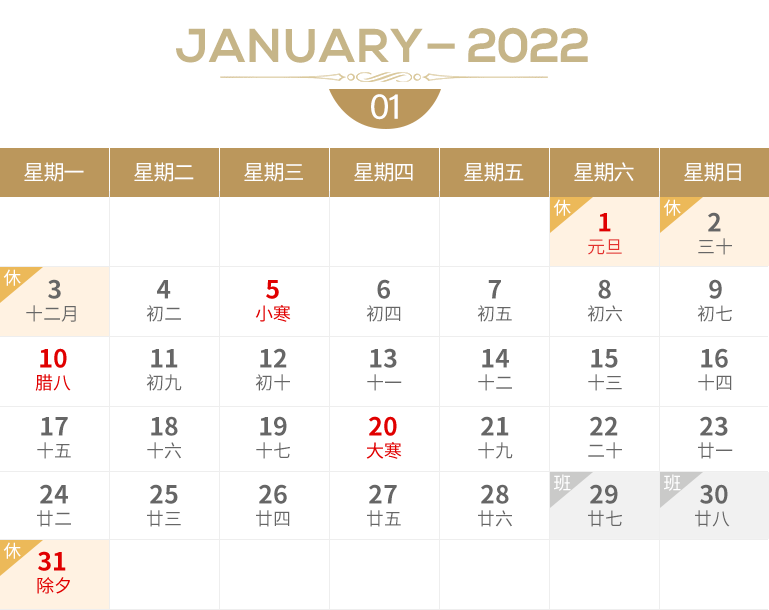 JANUARY – 2022
01
星期一 星期二 星期三 星期四 星期五 星期六 星期日
休 1 休 2
元旦 三十
休 3 4 5 6 7 8 9
十二月 初二 小寒 初四 初五 初六 初七
10 11 12 13 14 15 16
腊八 初九 初十 十一 十二 十三 十四
17 18 19 20 21 22 23
十五 十六 十七 大寒 十九 二十 廿一
24 25 26 27 28 班 29 班 30
廿二 廿三 廿四 廿五 廿六 廿七 廿八
休 31
除夕